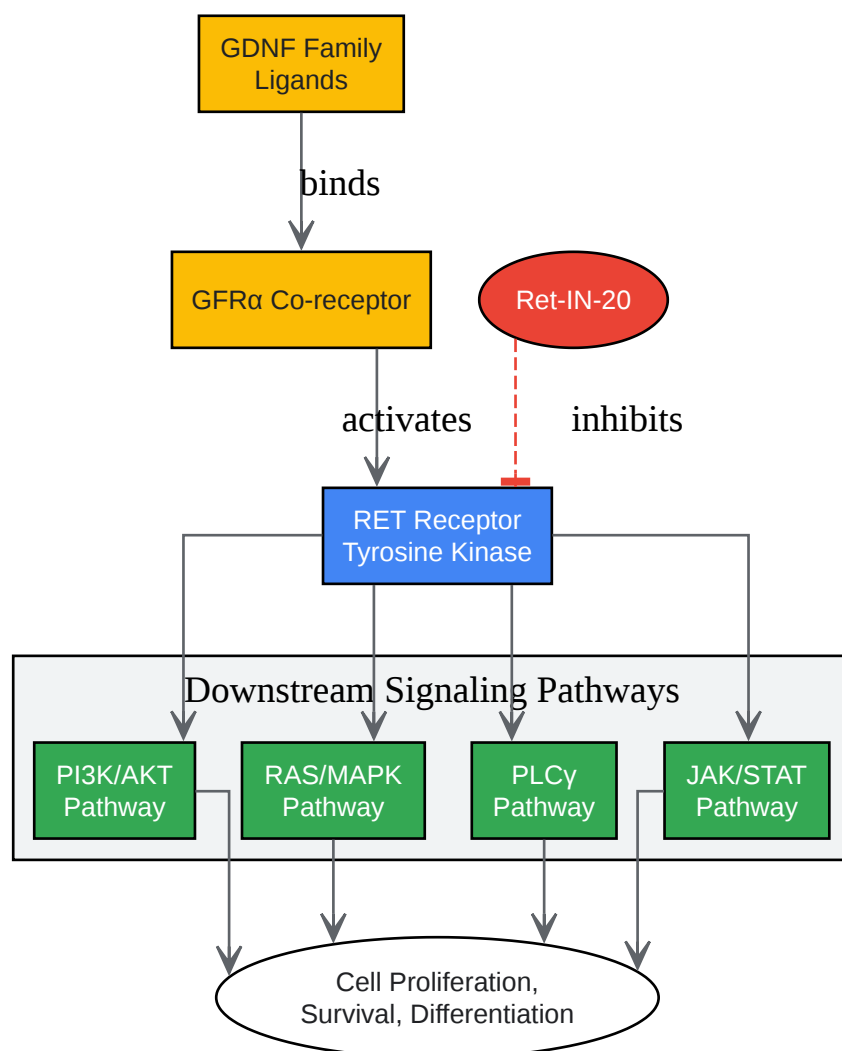 GDNF Family
Ligands
binds
GFRα Co-receptor
Ret-IN-20
activates
inhibits
RET Receptor
Tyrosine Kinase
Downstream Signaling Pathways
PI3K/AKT
Pathway
RAS/MAPK
Pathway
PLCγ
Pathway
JAK/STAT
Pathway
Cell Proliferation,
Survival, Differentiation